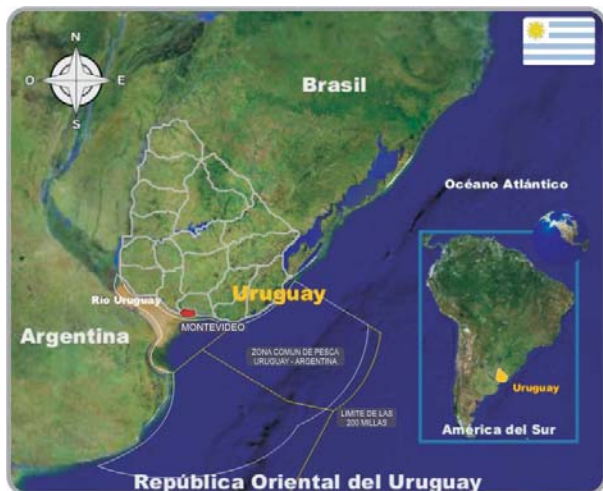 N
O
E
S
Brasil
Océano Atlántico
Río Uruguay
Uruguay
MONTEVIDEO
Argentina
ZONA COMUN DE PESCA
URUGUAY - ARGENTINA
LIMITE DE LAS
200 MILLAS
Uruguay
América del Sur
República Oriental del Uruguay